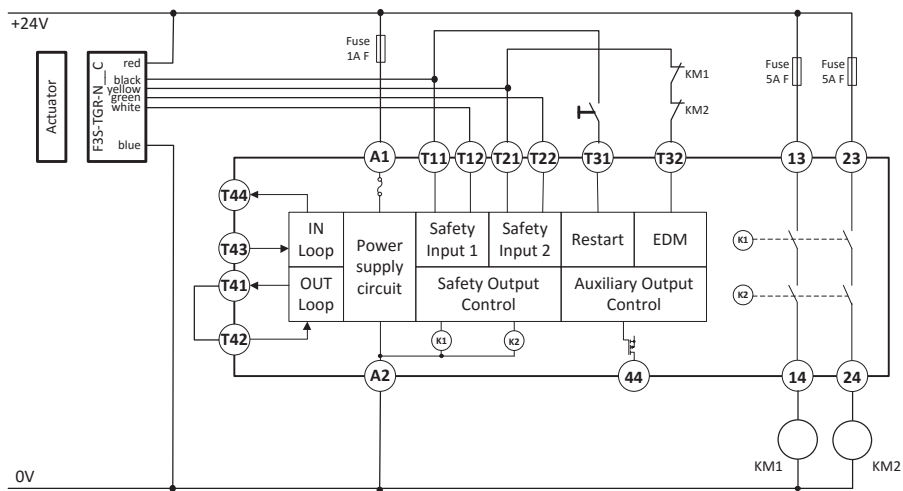 +24V
Actuator
F3S-TGR-N__C
red
black
yellow
green
white
blue
Fuse
1A F
KM1
KM2
Fuse
5A F
Fuse
5A F
A1
T11
T12
T21
T22
T31
T32
13
23
T44
T43
T41
T42
IN
Loop
OUT
Loop
Power
supply
circuit
Safety
Input 1
Safety
Input 2
Restart
EDM
Safety Output
Control
Auxiliary Output
Control
K1
K2
K1
K2
A2
44
14
24
KM1
KM2
0V